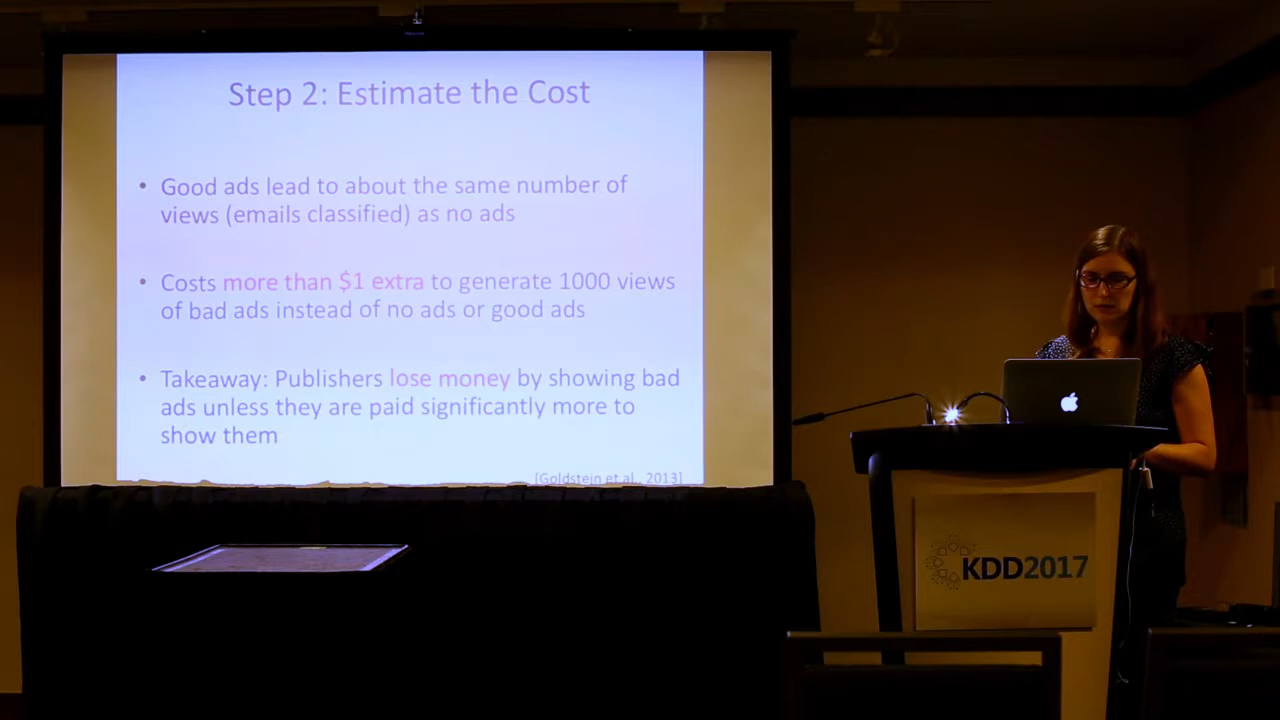 Step 2: Estimate the Cost
• Good ads lead to about the same number of
views (emails classified) as no ads
• Costs more than $1 extra to generate 1000 views
of bad ads instead of no ads or good ads
• Takeaway: Publishers lose money by showing bad
ads unless they are paid significantly more to
show them
[Goldstein et al., 2013]
KDD2017